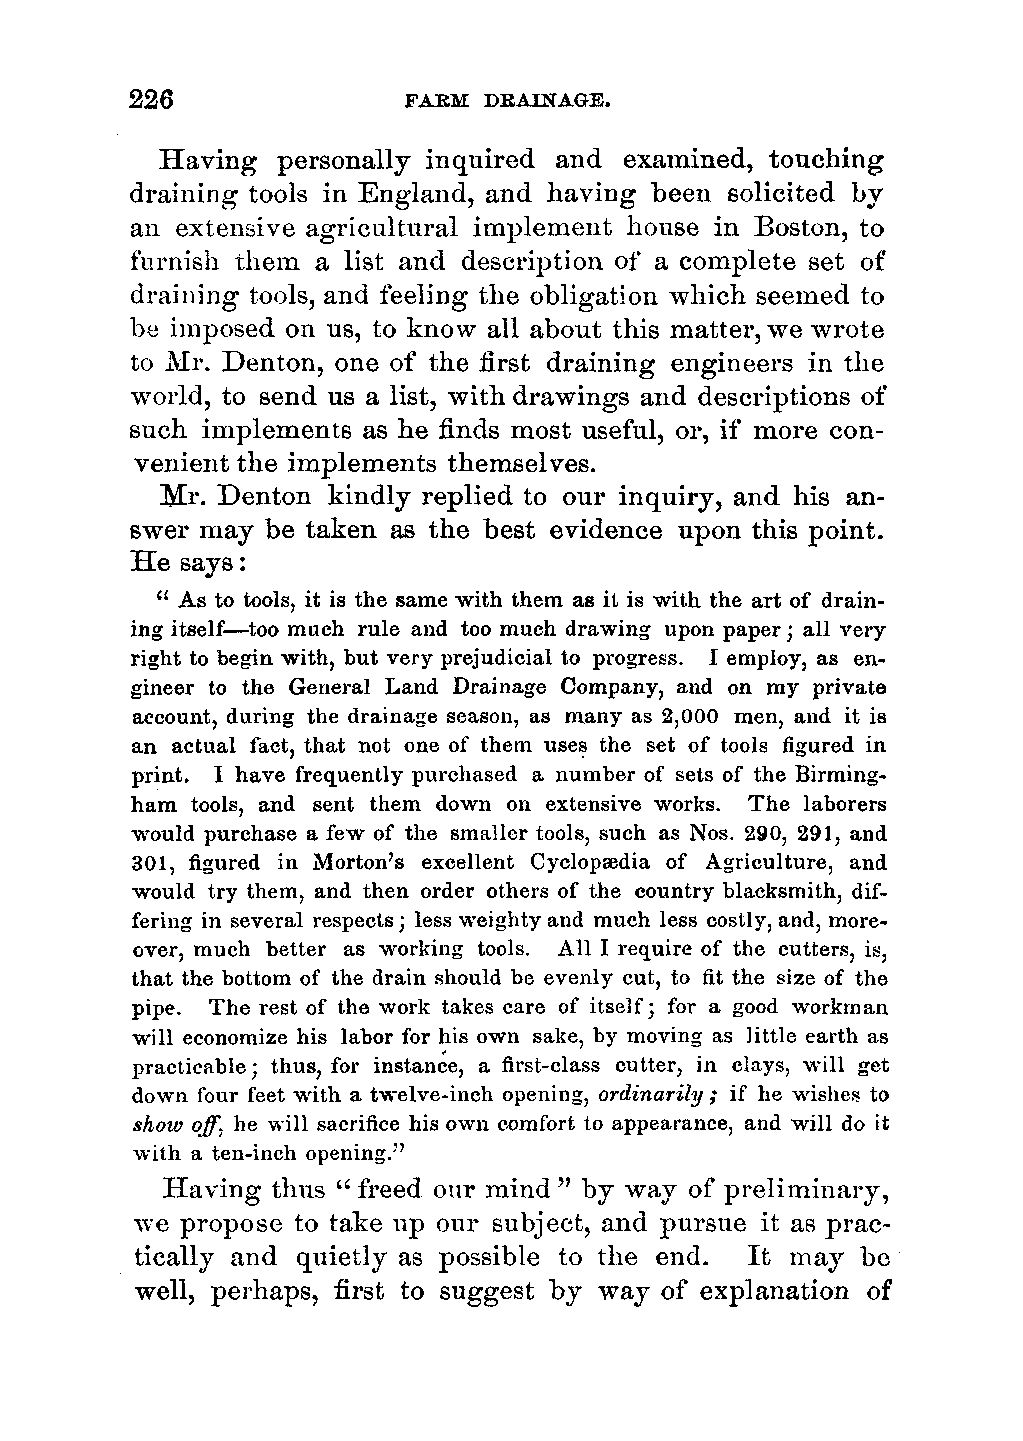 226 FARM DRAINAGE.
Having personally inquired and examined, touching
draining tools in England, and having been solicited by
an extensive agricultural implement house in Boston, to
furnish them a list and description of a complete set of
draining tools, and feeling the obligation which seemed to
be imposed on us, to know all about this matter, we wrote
to Mr. Denton, one of the first draining engineers in the
world, to send us a list, with drawings and descriptions of
such implements as he finds most useful, or, if more con-
venient the implements themselves.
Mr. Denton kindly replied to our inquiry, and his an-
swer may be taken as the best evidence upon this point.
He says:
“ As to tools, it is the same with them as it is with the art of drain-
ing itself—too much rule and too much drawing upon paper; all very
right to begin with, but very prejudicial to progress. I employ, as en-
gineer to the General Land Drainage Company, and on my private
account, during the drainage season, as many as 2,000 men, and it is
an actual fact, that not one of them uses the set of tools figured in
print. I have frequently purchased a number of sets of the Birming-
ham tools, and sent them down on extensive works. The laborers
would purchase a few of the smaller tools, such as Nos. 290, 291, and
301, figured in Morton’s excellent Cyclopædia of Agriculture, and
would try them, and then order others of the country blacksmith, dif-
fering in several respects; less weighty and much less costly, and, more-
over, much better as working tools. All I require of the cutters, is,
that the bottom of the drain should be evenly cut, to fit the size of the
pipe. The rest of the work takes care of itself; for a good workman
will economize his labor for his own sake, by moving as little earth as
practicable; thus, for instance, a first-class cutter, in clays, will get
down four feet with a twelve-inch opening, ordinarily; if he wishes to
show off, he will sacrifice his own comfort to appearance, and will do it
with a ten-inch opening.”
Having thus “ freed our mind ” by way of preliminary,
we propose to take up our subject, and pursue it as prac-
tically and quietly as possible to the end. It may be
well, perhaps, first to suggest by way of explanation of